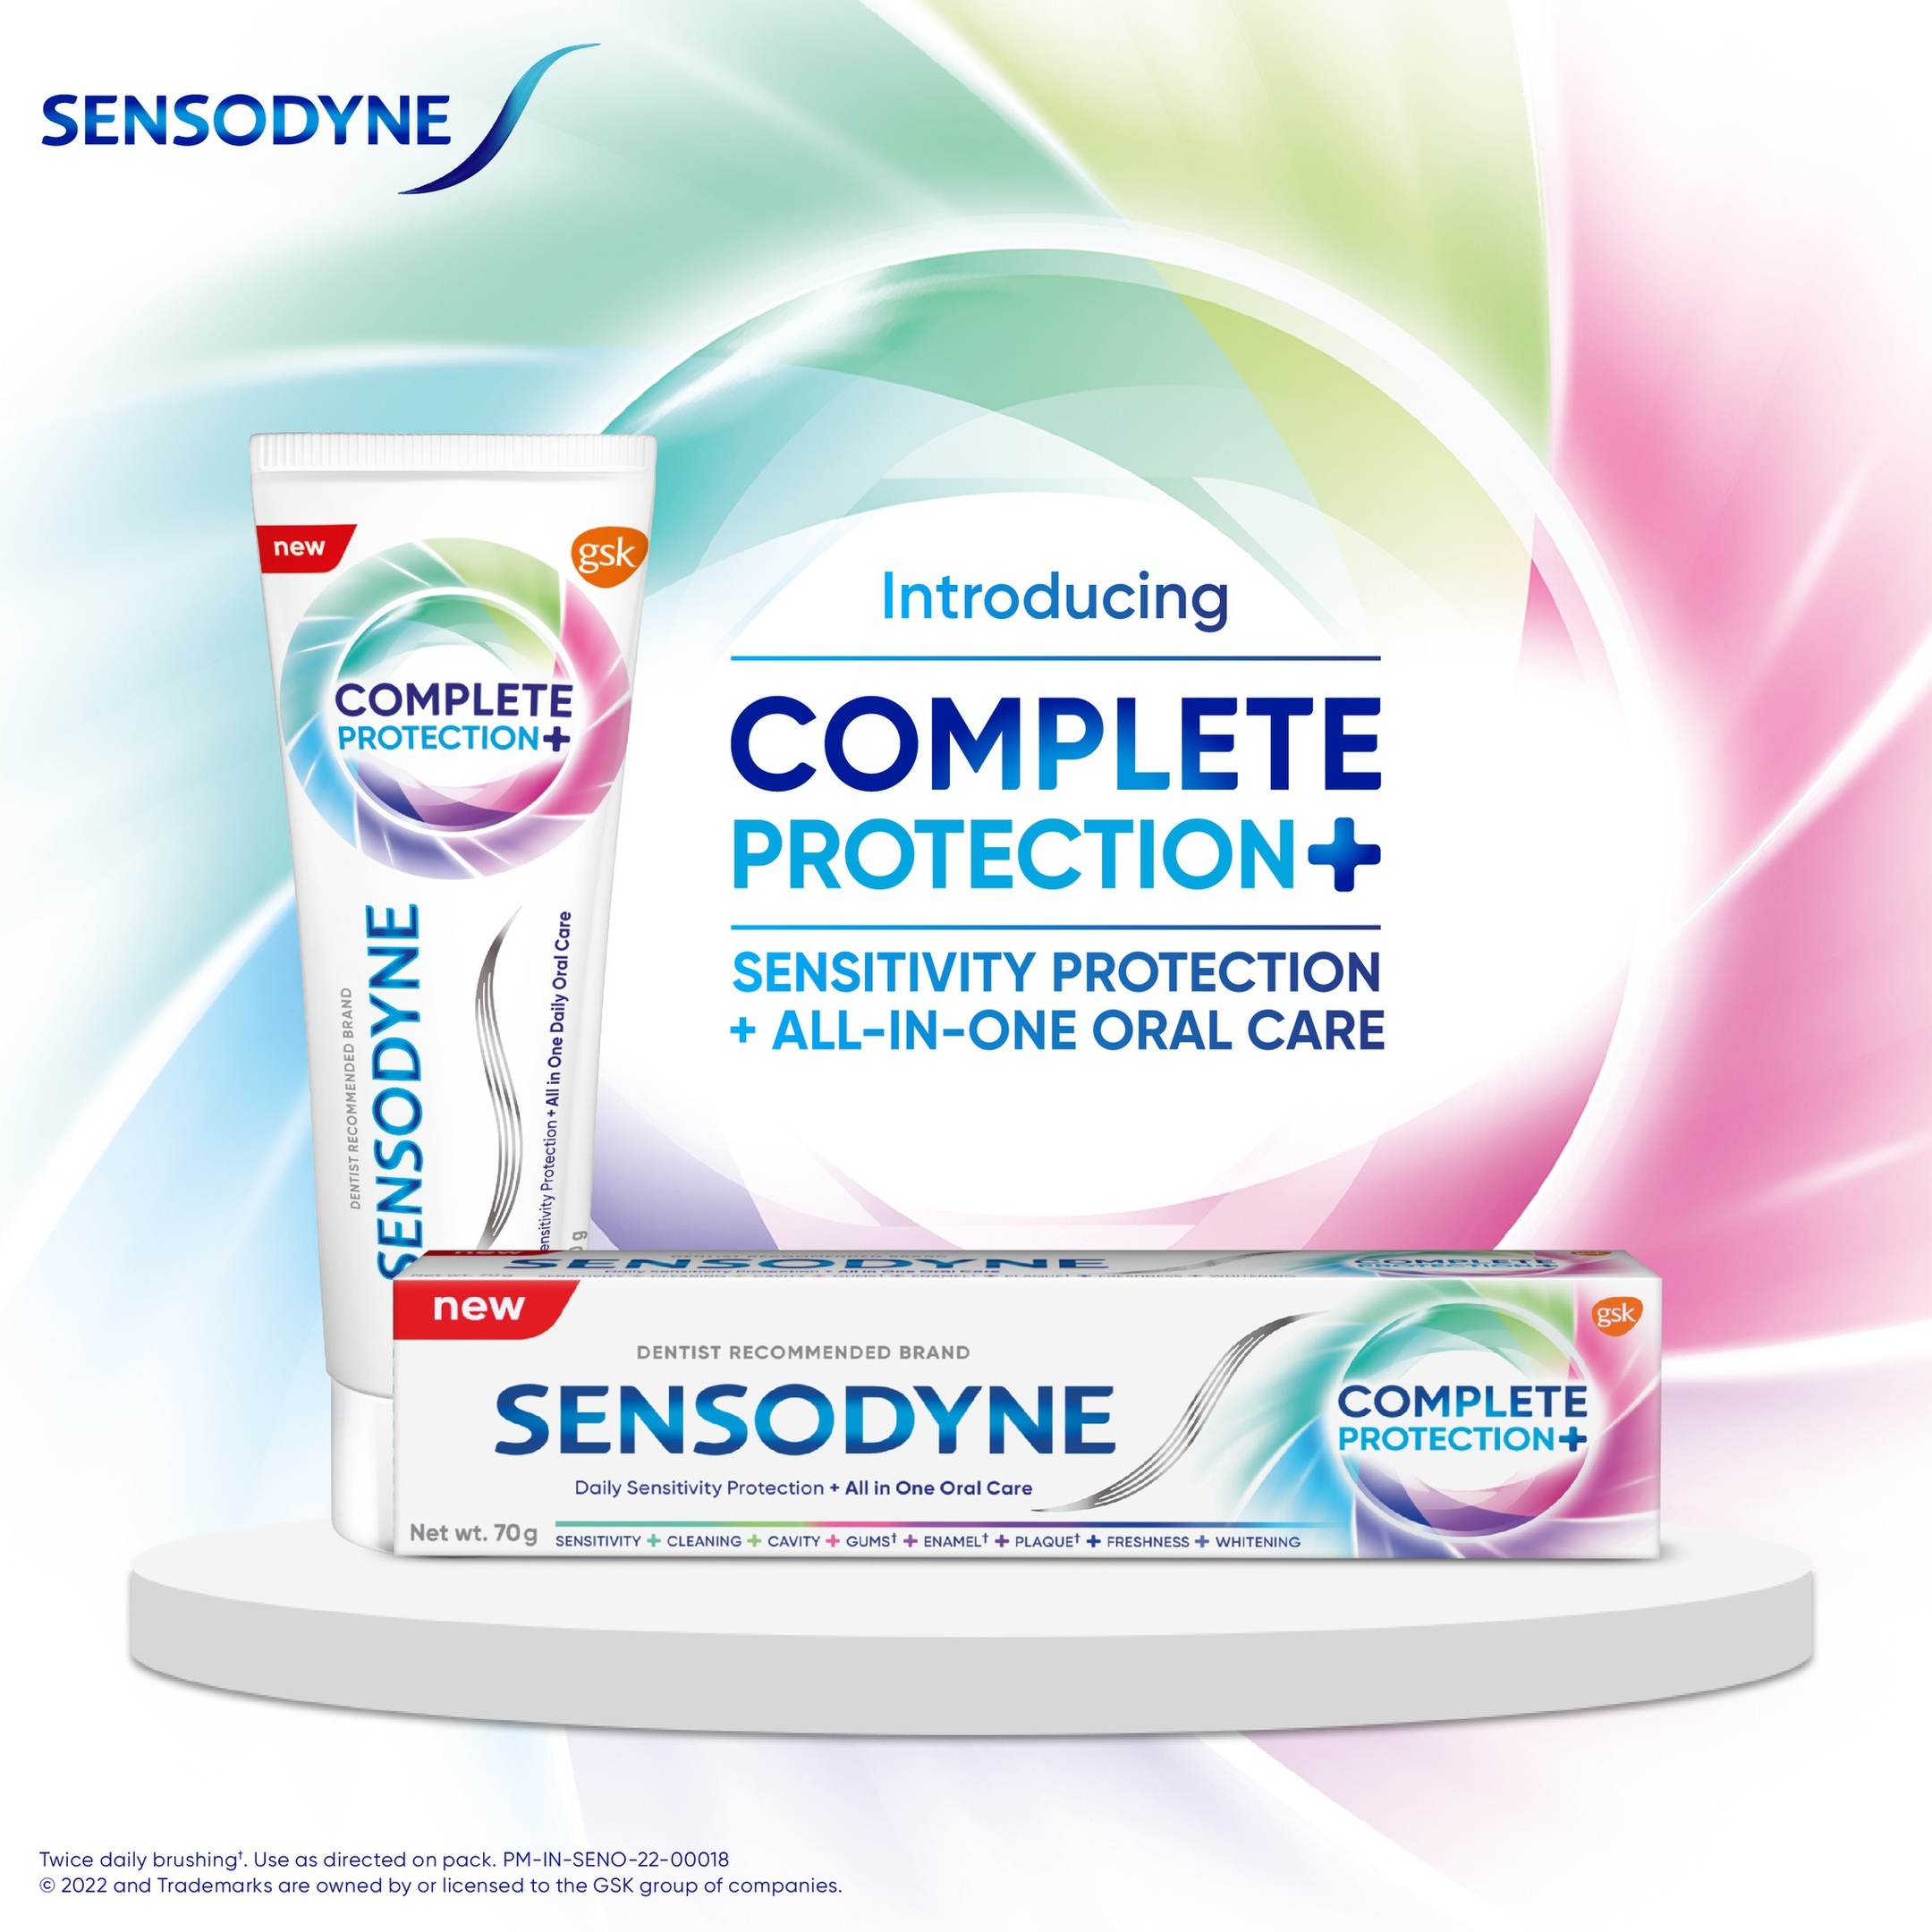 SENSODYNE
Introducing
COMPLETE
PROTECTION+
SENSITIVITY PROTECTION
+ ALL-IN-ONE ORAL CARE
new
gsk
COMPLETE
PROTECTION+
DENTIST RECOMMENDED BRAND
SENSODYNE
Protection + All in One Daily Oral Care
new
SENSODYNE
COMPLETE
PROTECTION+
new
gsk
DENTIST RECOMMENDED BRAND
SENSODYNE
COMPLETE
PROTECTION+
Daily Sensitivity Protection + All in One Oral Care
Net wt. 70g
SENSITIVITY + CLEANING + CAVITY + GUMS† + ENAMEL† + PLAQUE† + FRESHNESS + WHITENING
Twice daily brushing†. Use as directed on pack. PM-IN-SENO-22-00018
© 2022 and Trademarks are owned by or licensed to the GSK group of companies.